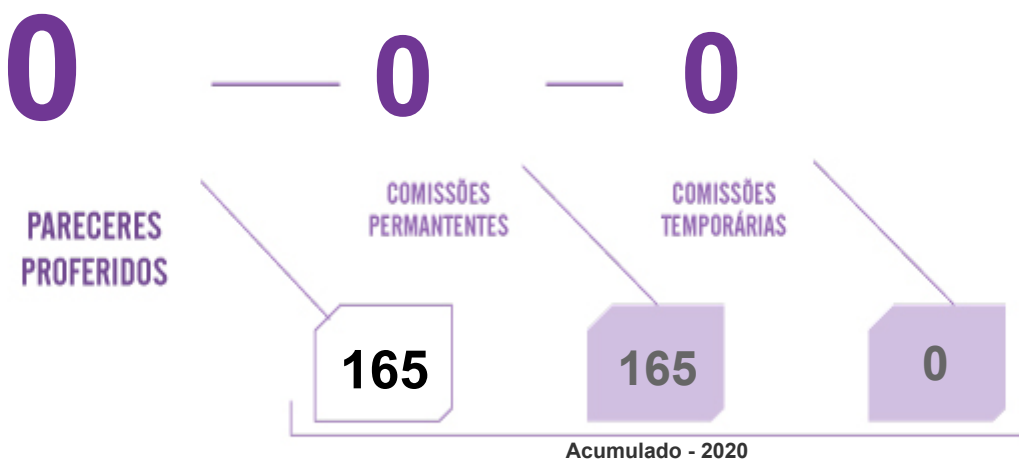 0 — 0 — 0
PARECERES
PROFERIDOS
COMISSÕES
PERMANTENTES
COMISSÕES
TEMPORÁRIAS
165
165
0
Acumulado - 2020